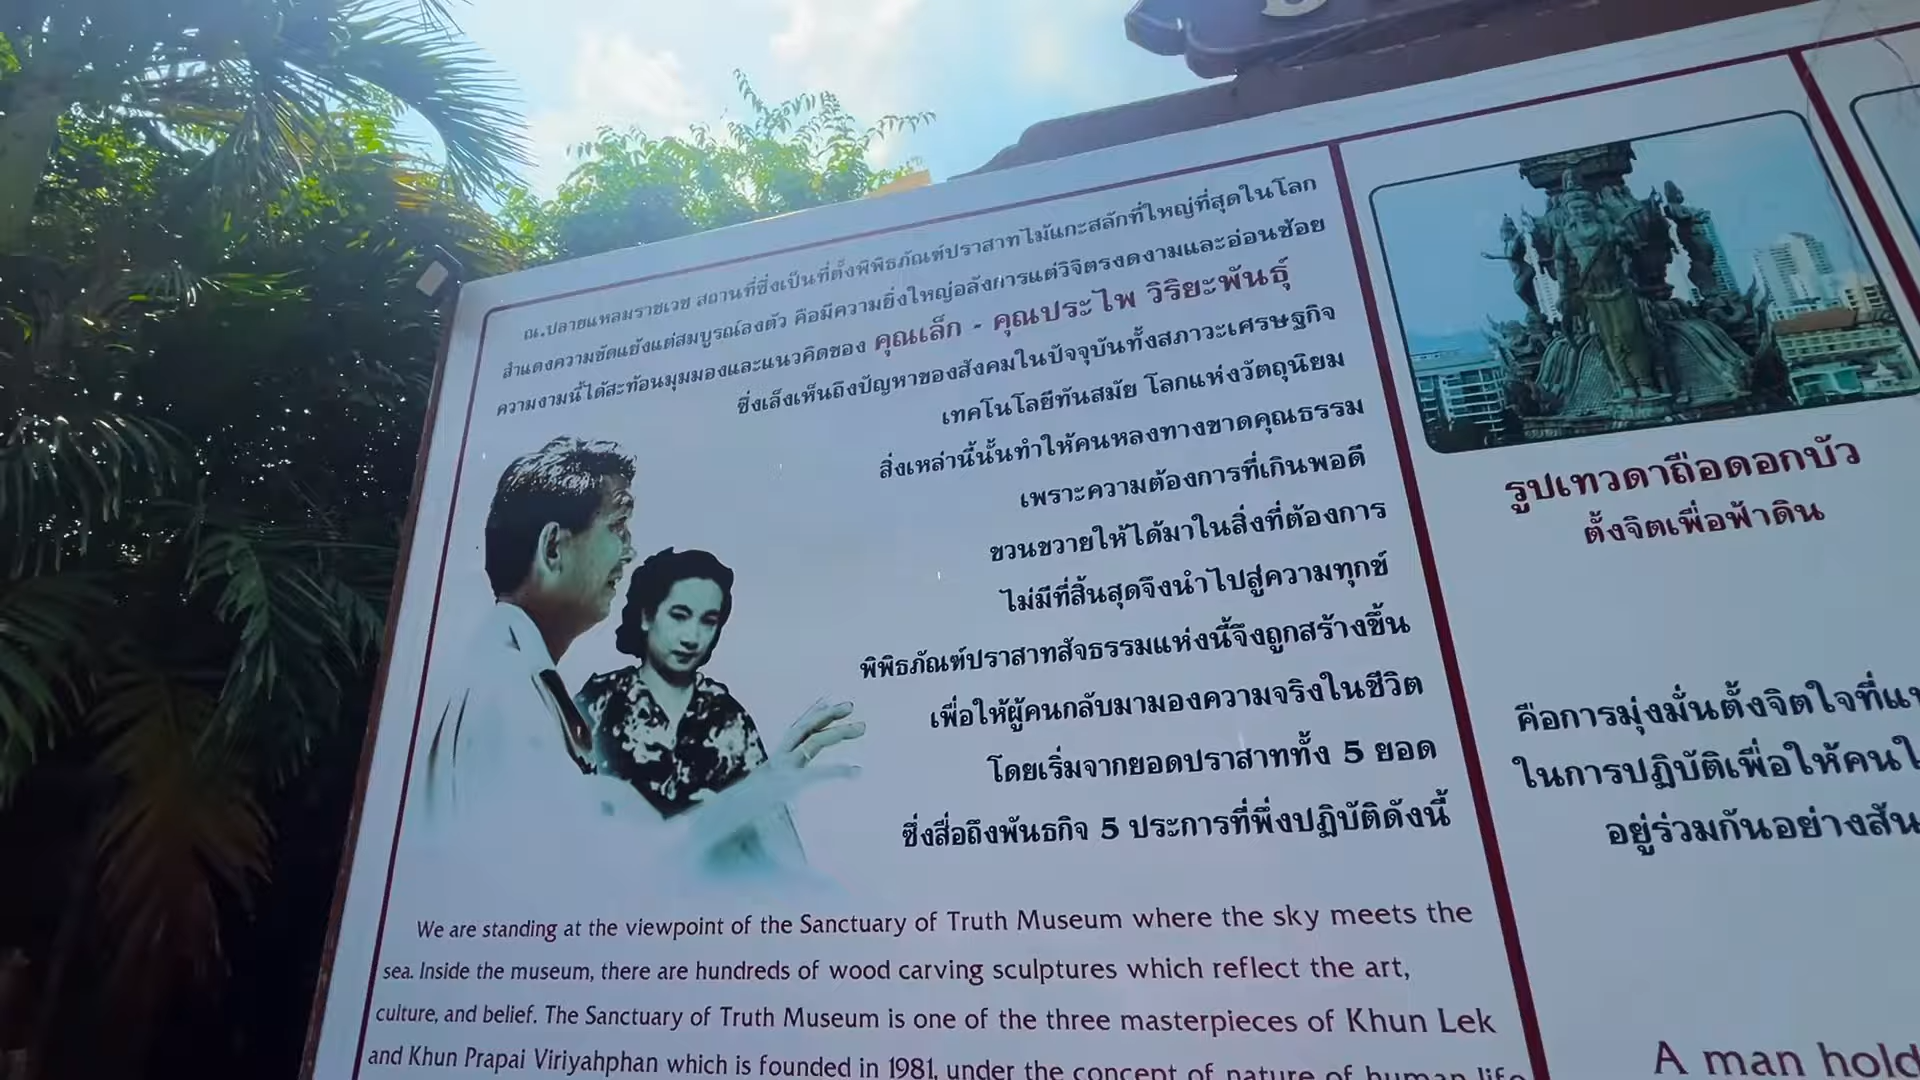 ณ.ปลายแหลมราชเวช สถานที่ซึ่งเป็นที่ตั้งพิพิธภัณฑ์ปราสาทไม้แกะสลักที่ใหญ่ที่สุดในโลก
สำแดงความขัดแย้งแต่สมบูรณ์ลงตัว คือมีความยิ่งใหญ่อลังการแต่วิจิตรงดงามและอ่อนช้อย
ความงามนี้ได้สะท้อนมุมมองและแนวคิดของ คุณเล็ก - คุณประไพ วิริยะพันธุ์
ซึ่งเล็งเห็นถึงปัญหาของสังคมในปัจจุบันทั้งสภาวะเศรษฐกิจ
เทคโนโลยีทันสมัย โลกแห่งวัตถุนิยม
สิ่งเหล่านี้นั้นทำให้คนหลงทางขาดคุณธรรม
เพราะความต้องการที่เกินพอดี
ขวนขวายให้ได้มาในสิ่งที่ต้องการ
ไม่มีที่สิ้นสุดจึงนำไปสู่ความทุกข์
พิพิธภัณฑ์ปราสาทสัจธรรมแห่งนี้จึงถูกสร้างขึ้น
เพื่อให้ผู้คนกลับมามองความจริงในชีวิต
โดยเริ่มจากยอดปราสาททั้ง 5 ยอด
ซึ่งสื่อถึงพันธกิจ 5 ประการที่พึ่งปฏิบัติดังนี้
We are standing at the viewpoint of the Sanctuary of Truth Museum where the sky meets the
sea. Inside the museum, there are hundreds of wood carving sculptures which reflect the art,
culture, and belief. The Sanctuary of Truth Museum is one of the three masterpieces of Khun Lek
and Khun Prapai Viriyahphan which is founded in 1981, under the concept of nature of human life
รูปเทวดาถือดอกบัว
ตั้งจิตเพื่อฟ้าดิน
คือการมุ่งมั่นตั้งจิตใจที่แ
ในการปฏิบัติเพื่อให้คนใ
อยู่ร่วมกันอย่างสัน
A man hold